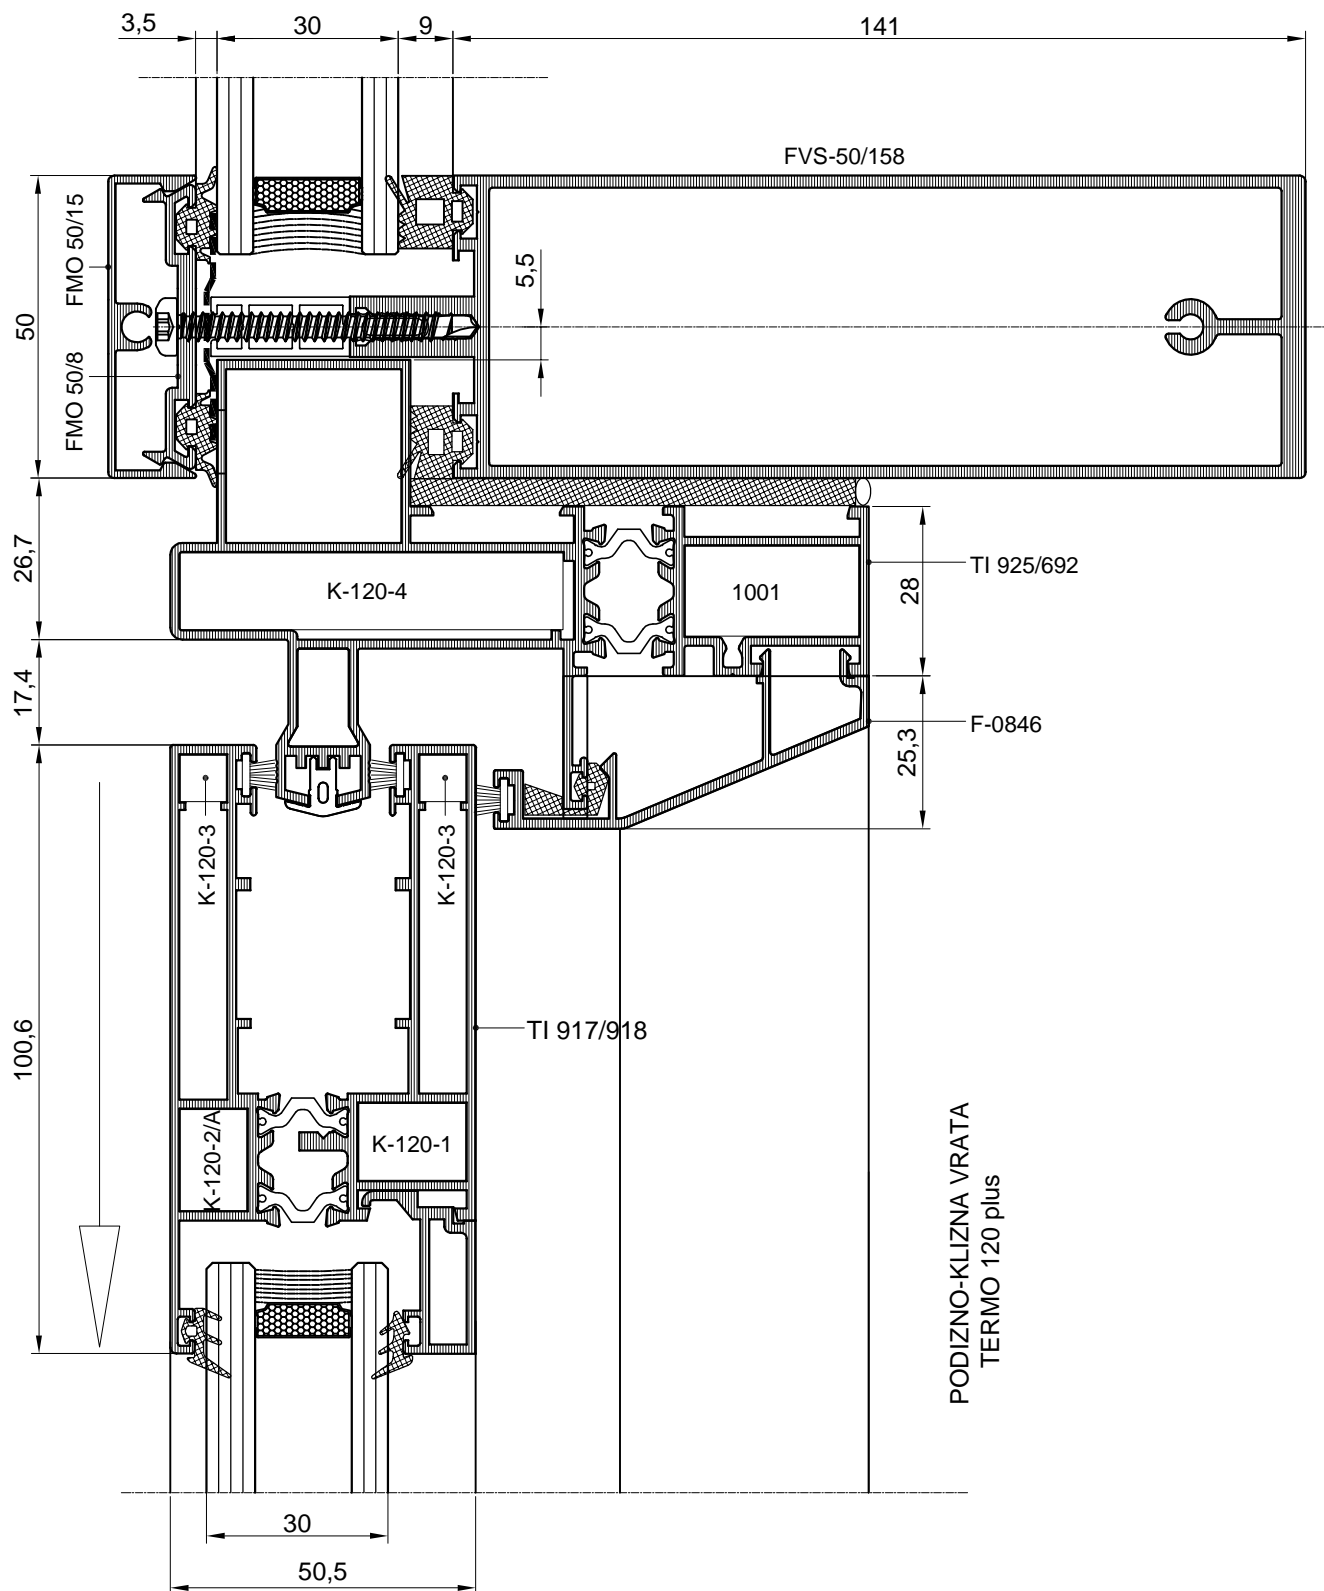 3,5
30
9
141
FVS-50/158
FMO 50/15
5,5
50
FMO 50/8
26,7
K-120-4
1001
28
TI 925/692
17,4
F-0846
25,3
K-120-3
K-120-3
100,6
TI 917/918
K-120-2/A
K-120-1
PODIZNO-KLIZNA VRATA
TERMO 120 plus
30
50,5